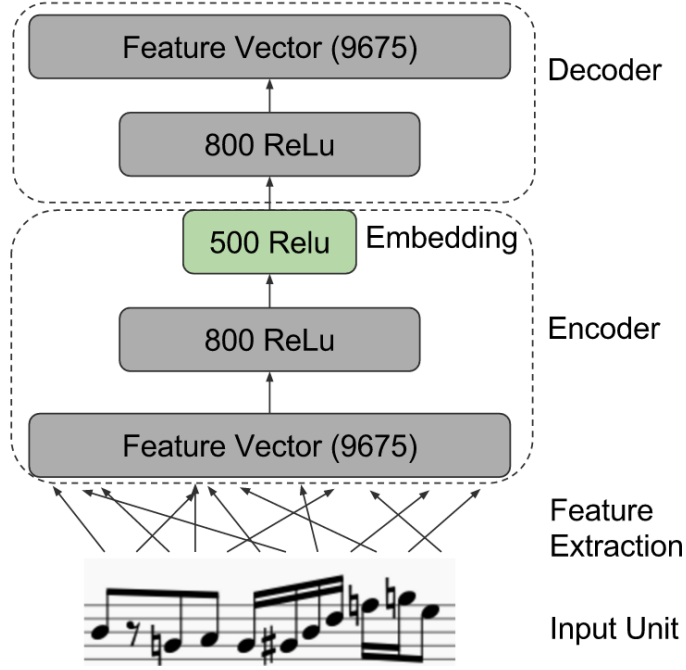 Feature Vector (9675)
Decoder
800 ReLu
500 Relu
Embedding
800 ReLu
Encoder
Feature Vector (9675)
Feature
Extraction
Input Unit